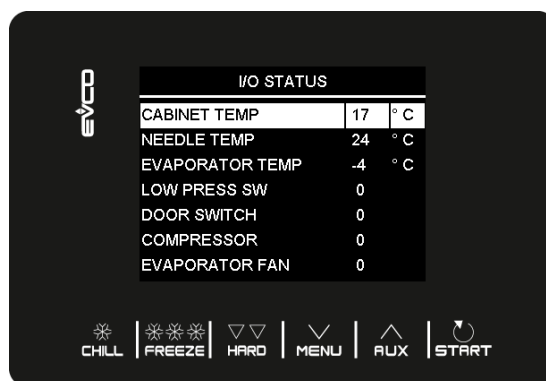 EVCO
I/O STATUS
CABINET TEMP 17 ° C
NEEDLE TEMP 24 ° C
EVAPORATOR TEMP -4 ° C
LOW PRESS SW 0
DOOR SWITCH 0
COMPRESSOR 0
EVAPORATOR FAN 0
CHILL FREEZE HARD MENU AUX START